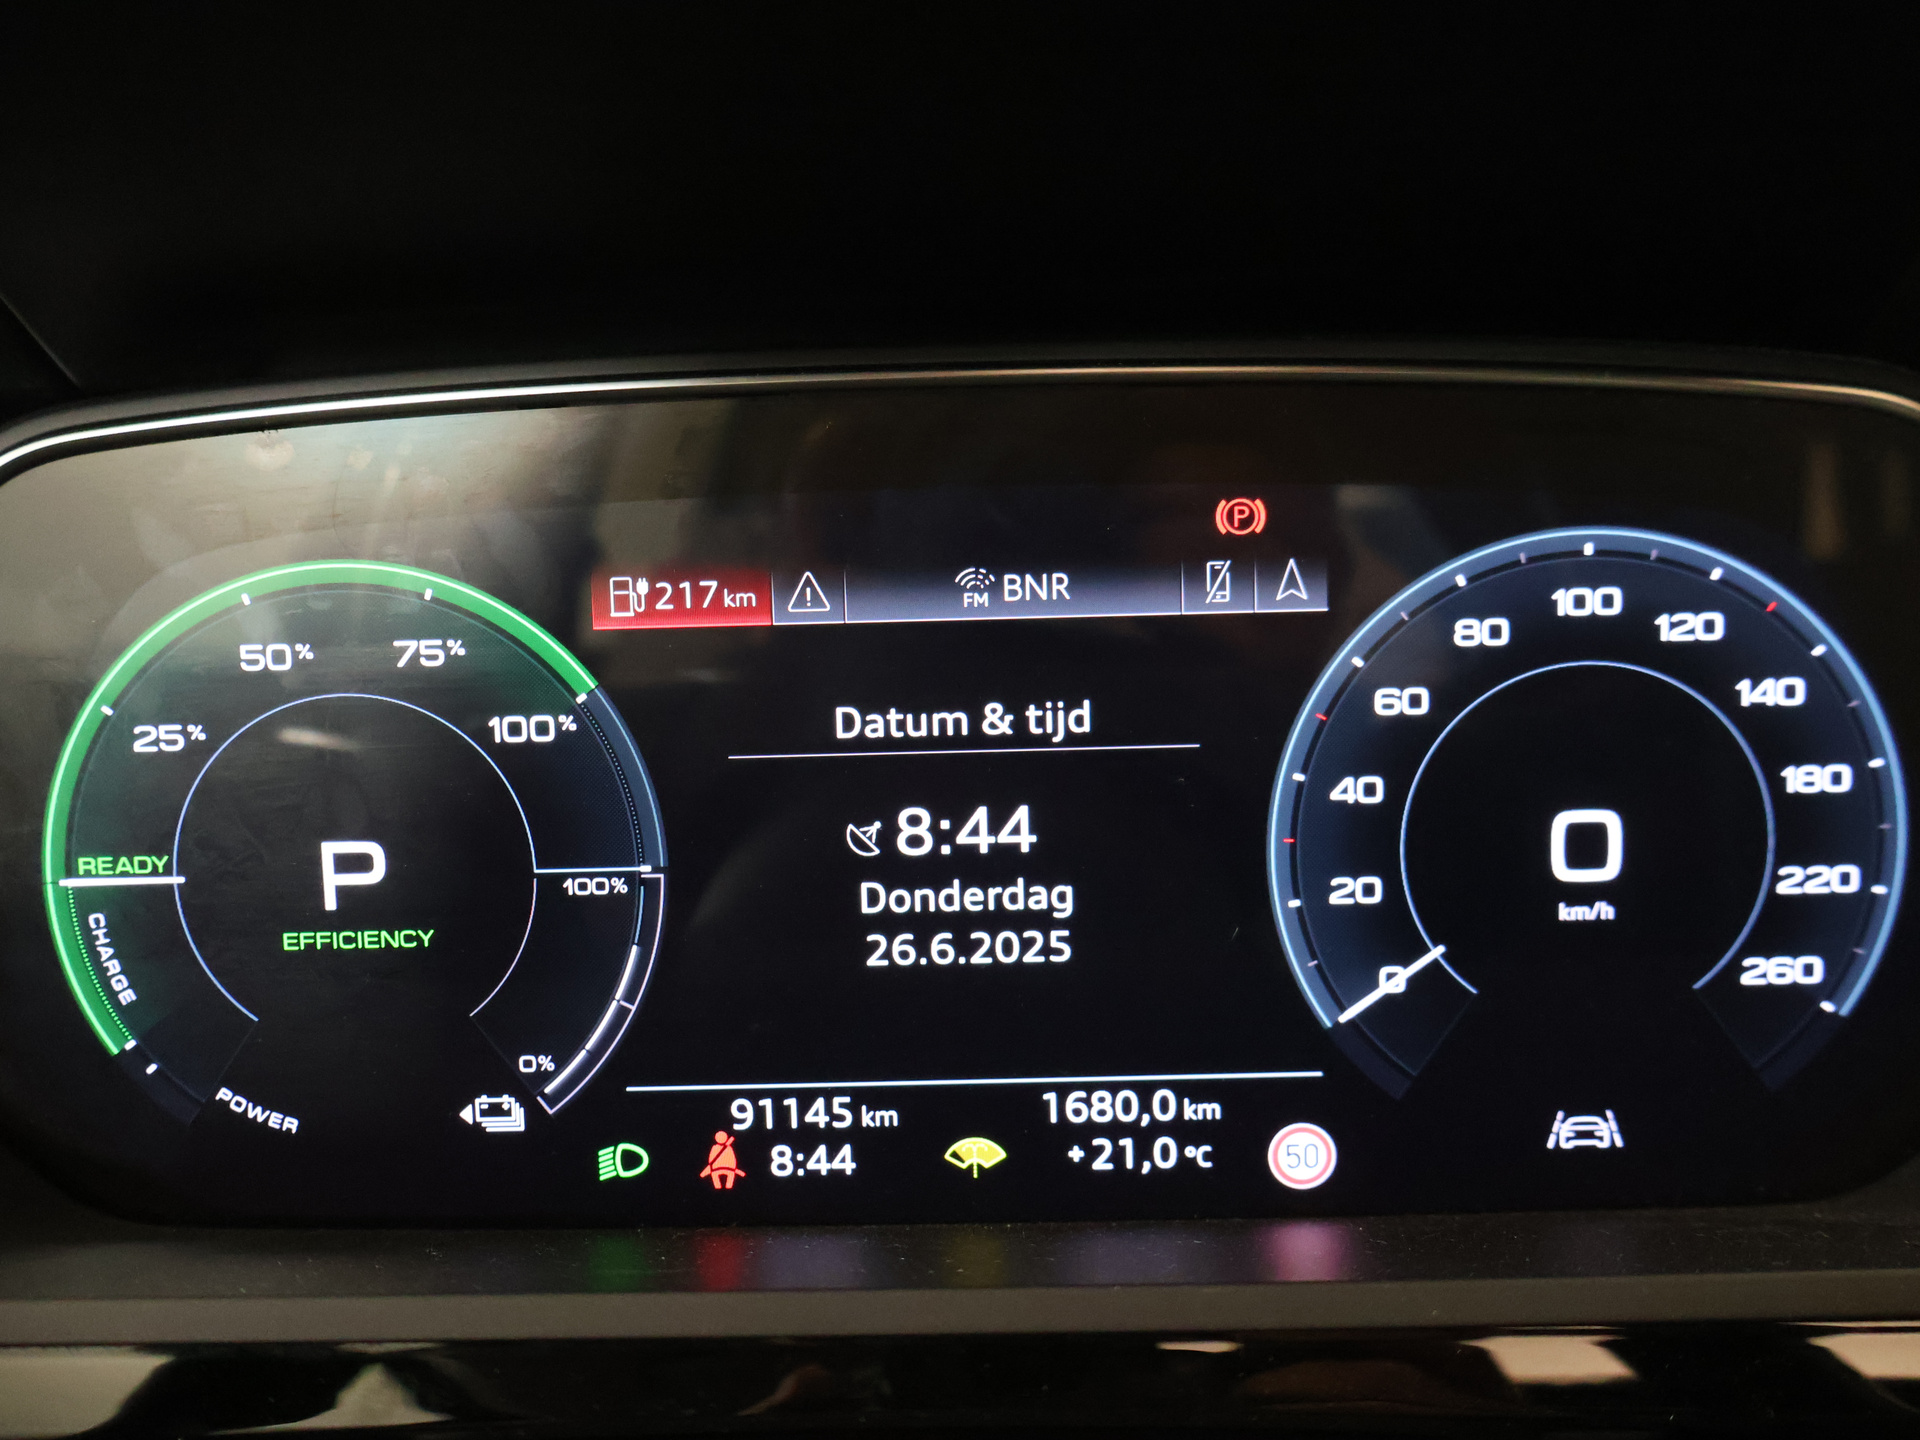 P
217 km
FM BNR
50% 75%
25% 100%
READY
P
EFFICIENCY
CHARGE
POWER
100%
0%
Datum & tijd
8:44
Donderdag
26.6.2025
91145 km
1680,0 km
8:44
+21,0 °C
50
100
80 120
60 140
40 180
20 220
0 260
0
km/h